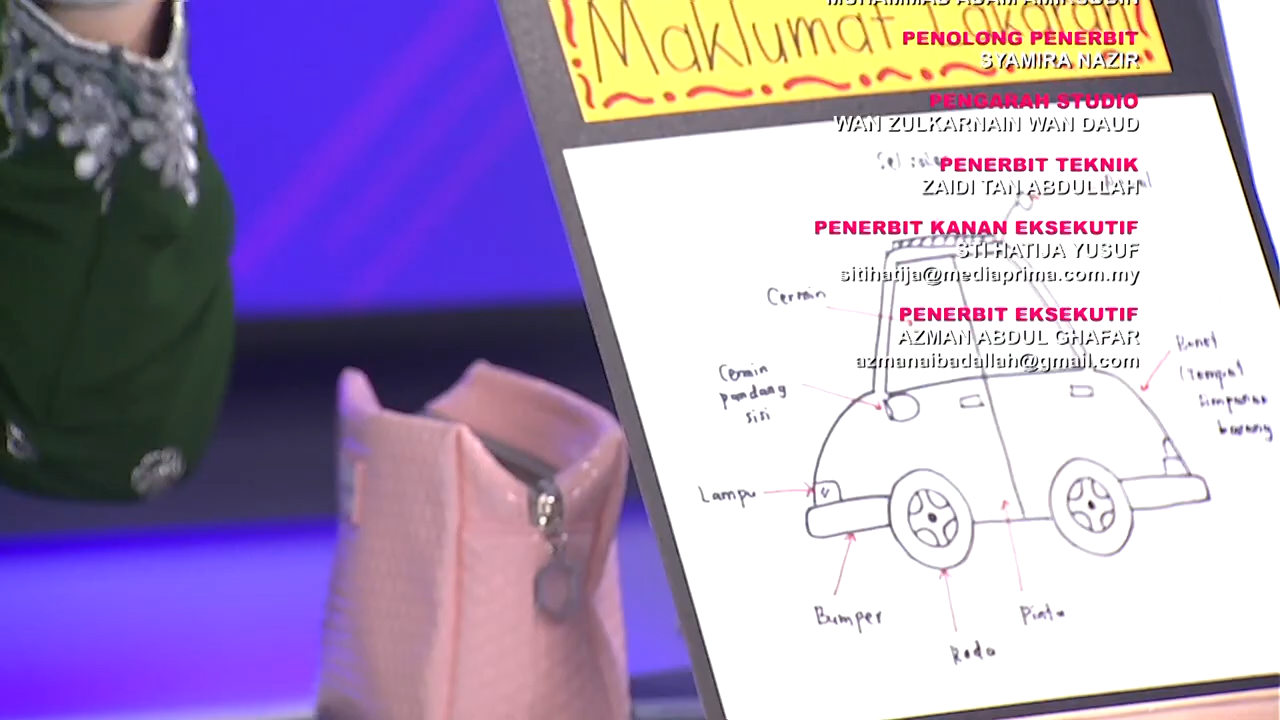 Maklumat Lakaran
PENOLONG PENERBIT
SYAMIRA NAZIR
PENGARAH STUDIO
WAN ZULKARNAIN WAN DAUD
PENERBIT TEKNIK
ZAIDI TAN ABDULLAH
PENERBIT KANAN EKSEKUTIF
STI HATIJA YUSUF
sitihatija@mediaprima.com.my
PENERBIT EKSEKUTIF
AZMAN ABDUL GHAFAR
azmanaibadallah@gmail.com
Cermin
Cermin
pandang
sisi
Bonet
(Tempat
simpanan
barang
Lampu
Bumper
Pintu
Roda